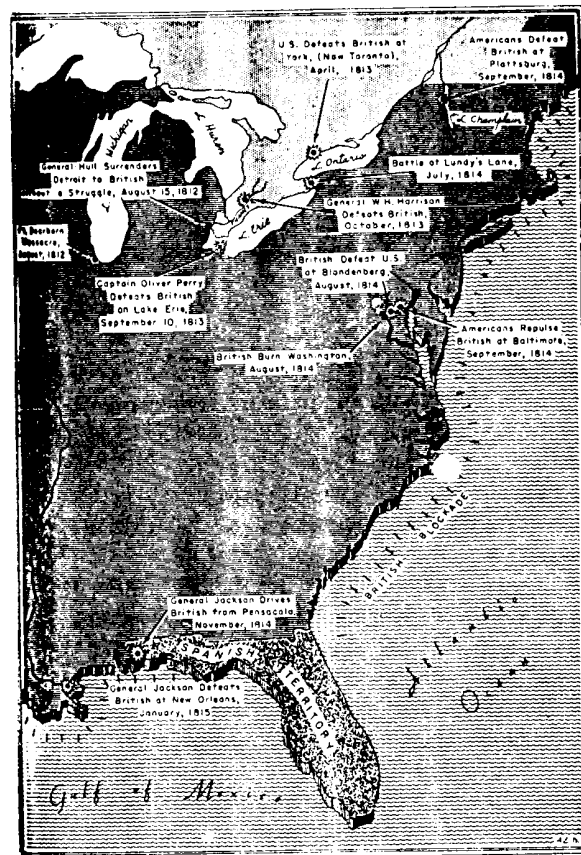 U.S. Defeats British at
York, (Now Toronto),
April, 1813
Americans Defeat
British at
Plattsburg,
September, 1814
L. Champlain
L. Huron
Michigan
L. Ontario
Battle of Lundy's Lane,
July, 1814
General Hull Surrenders
Detroit to British
a Struggle, August 15, 1812
General W.H. Harrison
Defeats British,
October, 1813
L. Erie
Ft. Dearborn
Massacre,
August, 1812
Captain Oliver Perry
Defeats British
on Lake Erie,
September 10, 1813
British Defeat U.S.
at Blandenberg,
August, 1814
Americans Repulse
British at Baltimore,
September, 1814
British Burn Washington,
August, 1814
BRITISH BLOCKADE
General Jackson Drives
British from Pensacola
November, 1814
SPANISH
TERRITORY
Atlantic
Ocean
General Jackson Defeats
British at New Orleans,
January, 1815
Gulf of Mexico